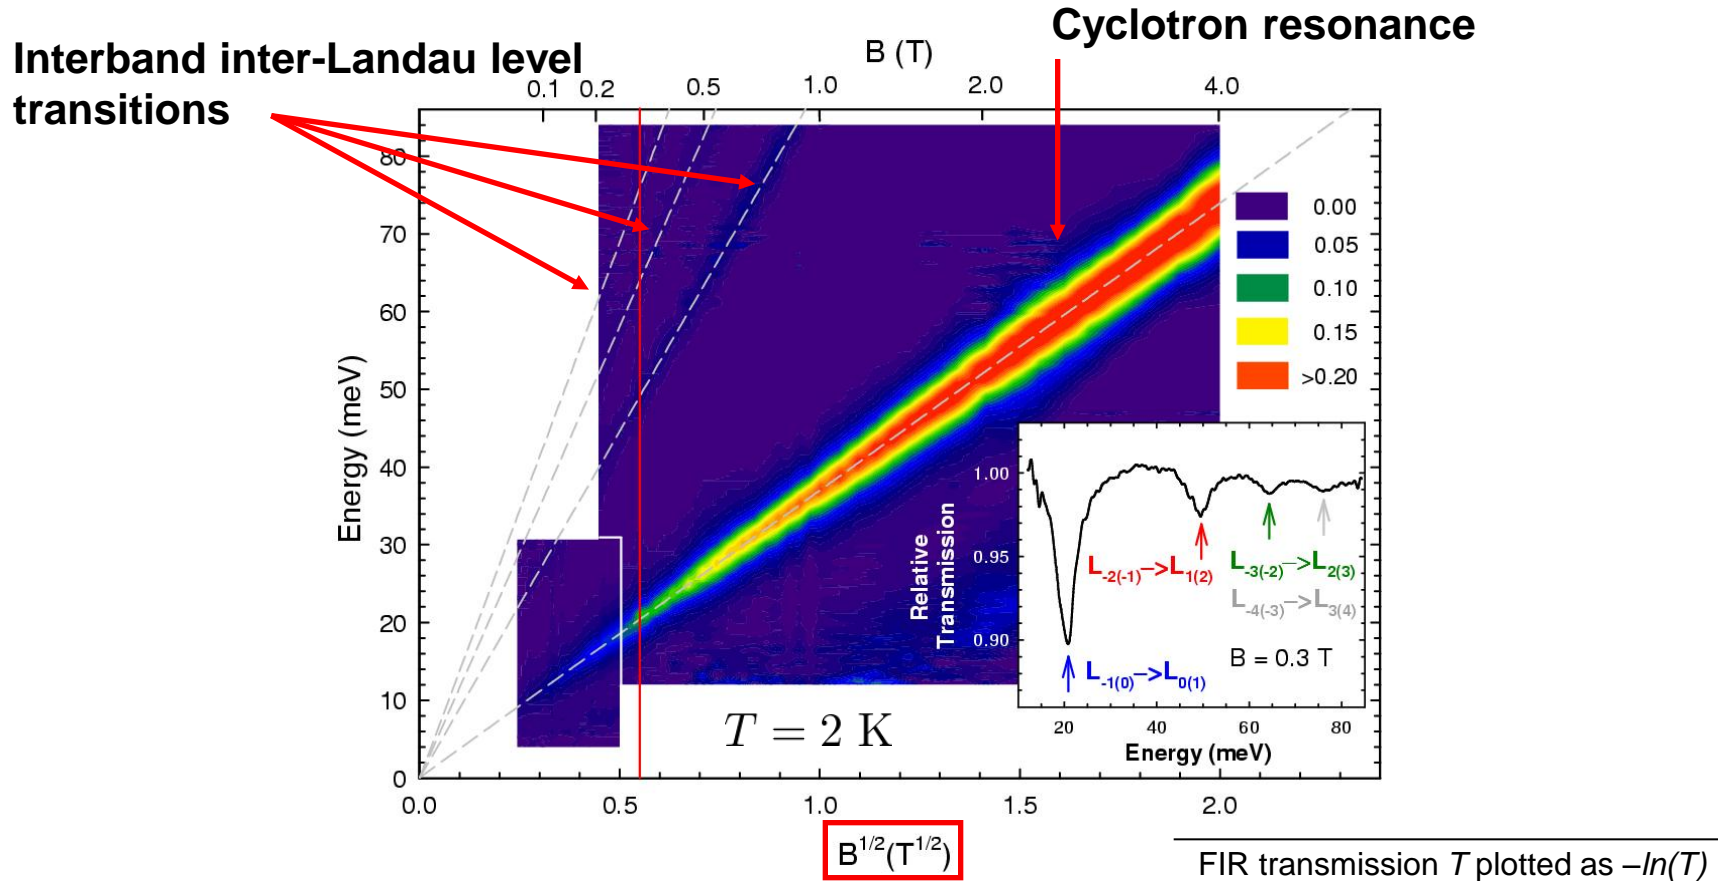 Cyclotron resonance
Interband inter-Landau level
transitions
B (T)
0.1 0.2 0.5 1.0 2.0 4.0
80
70
60
50
40
30
20
10
0
Energy (meV)
0.00
0.05
0.10
0.15
>0.20
1.00
0.95
0.90
Relative
Transmission
L-2(-1)->L1(2)
L-3(-2)->L2(3)
L-4(-3)->L3(4)
B = 0.3 T
L-1(0)->L0(1)
20 40 60 80
Energy (meV)
T = 2 K
0.0 0.5 1.0 1.5 2.0
B1/2(T1/2)
FIR transmission T plotted as –ln(T)